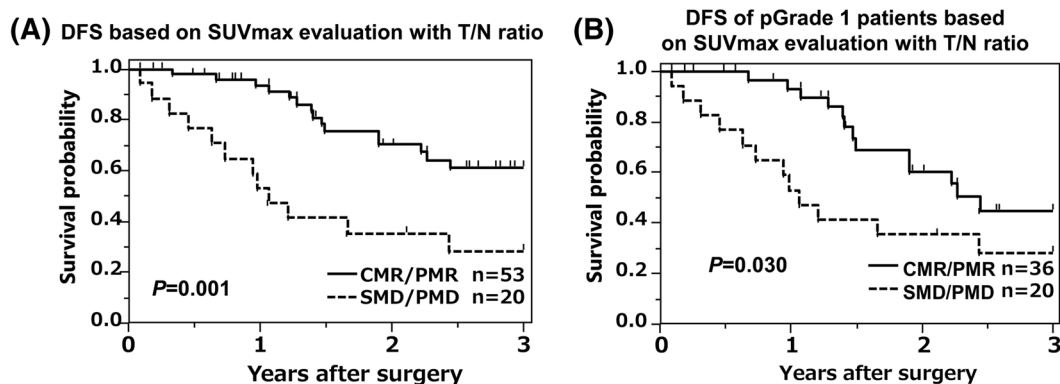 (A) DFS based on SUVmax evaluation with T/N ratio
Survival probability
1.0
0.8
0.6
0.4
0.2
0.0
P=0.001
CMR/PMR n=53
SMD/PMD n=20
0 1 2 3
Years after surgery
(B) DFS of pGrade 1 patients based
on SUVmax evaluation with T/N ratio
Survival probability
1.0
0.8
0.6
0.4
0.2
0.0
P=0.030
CMR/PMR n=36
SMD/PMD n=20
0 1 2 3
Years after surgery